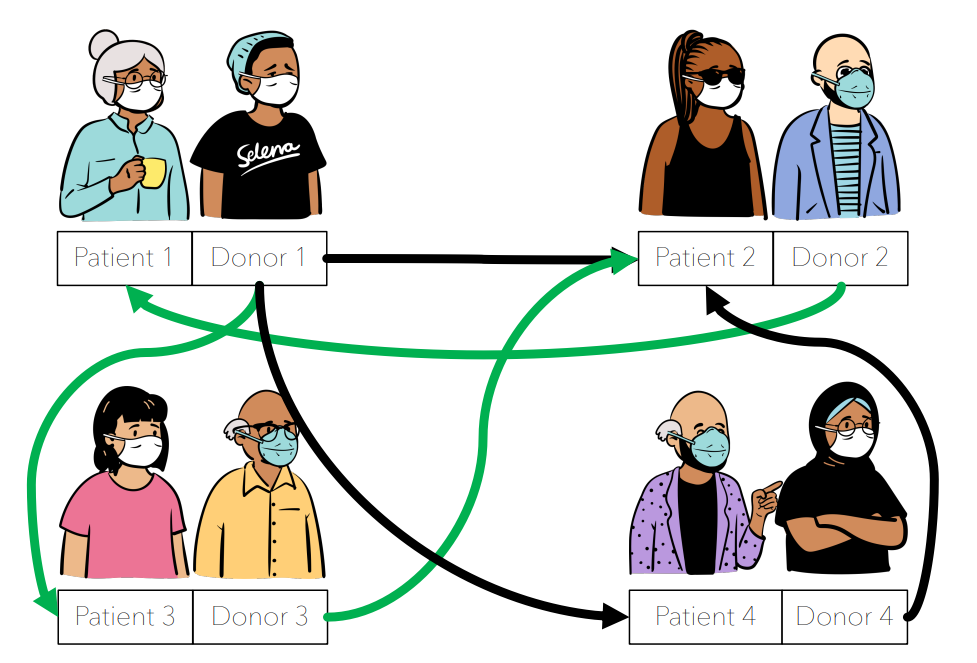 Selena
Patient 1 Donor 1
Patient 2 Donor 2
Patient 3 Donor 3
Patient 4 Donor 4